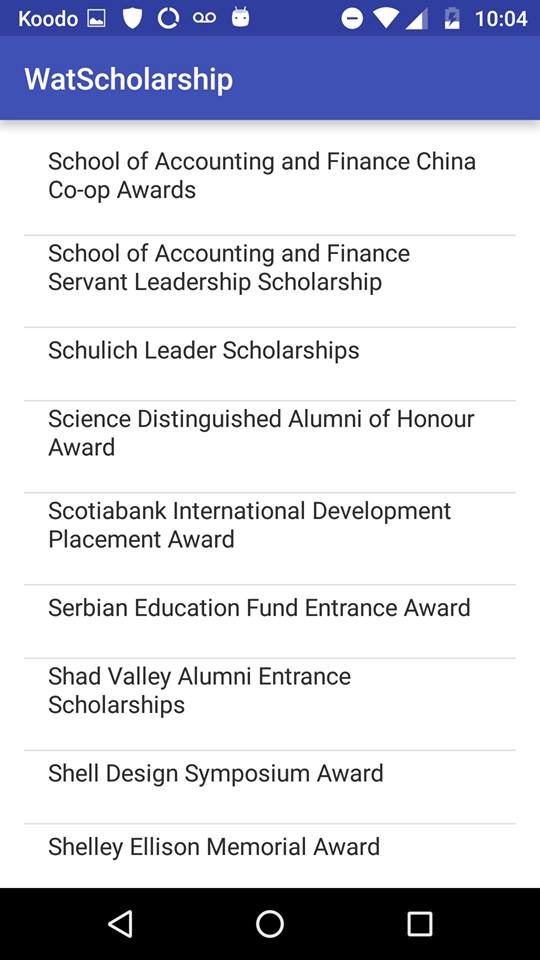 Koodo 10:04
WatScholarship
School of Accounting and Finance China
Co-op Awards
School of Accounting and Finance
Servant Leadership Scholarship
Schulich Leader Scholarships
Science Distinguished Alumni of Honour
Award
Scotiabank International Development
Placement Award
Serbian Education Fund Entrance Award
Shad Valley Alumni Entrance
Scholarships
Shell Design Symposium Award
Shelley Ellison Memorial Award